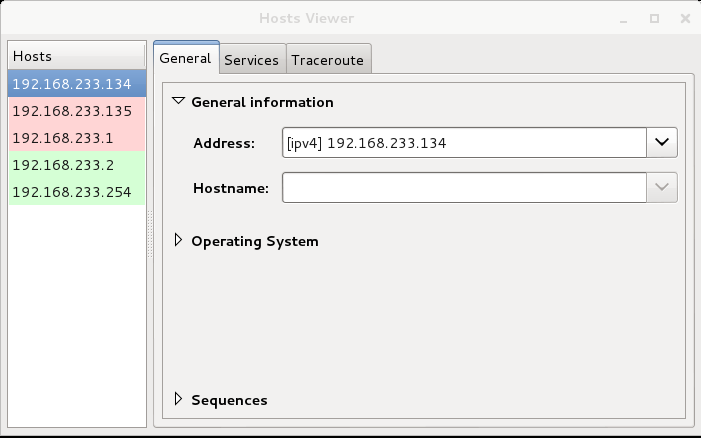 Hosts Viewer
Hosts
192.168.233.134
192.168.233.135
192.168.233.1
192.168.233.2
192.168.233.254
General Services Traceroute
General information
Address: [ipv4] 192.168.233.134
Hostname:
Operating System
Sequences